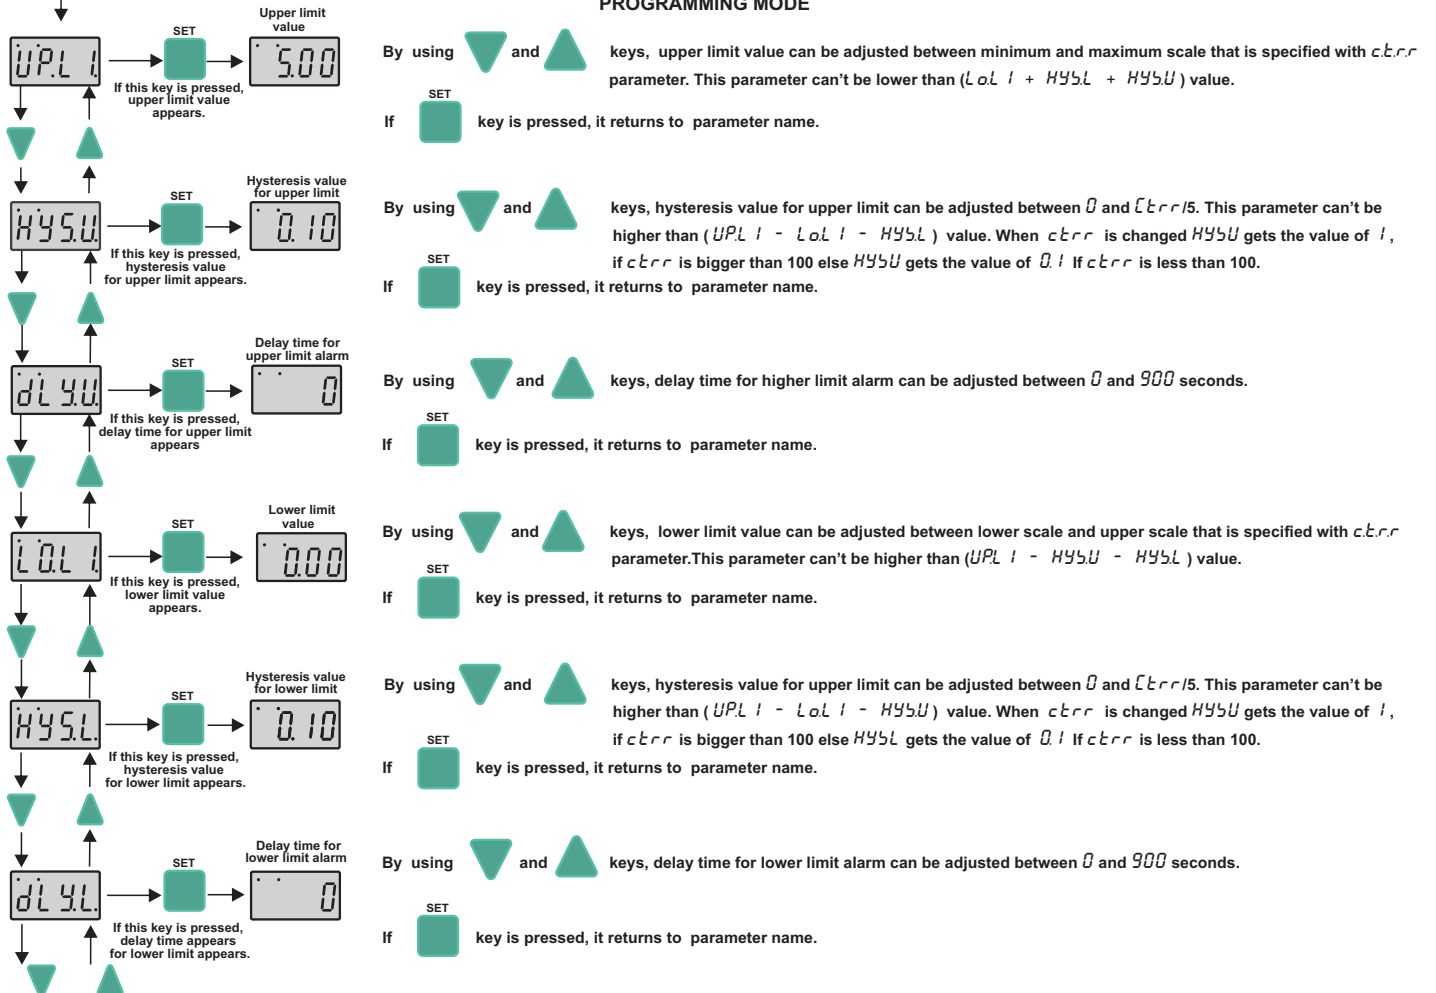 PROGRAMMING MODE
UP.L 1.
SET
Upper limit
value
5.00
If this key is pressed,
upper limit value
appears.
By using and keys, upper limit value can be adjusted between minimum and maximum scale that is specified with c.t.r.r
parameter. This parameter can't be lower than (Lo.L 1 + HYS.L + HYS.U ) value.
SET
If key is pressed, it returns to parameter name.
HYS.U.
SET
Hysteresis value
for upper limit
0.10
If this key is pressed,
hysteresis value
for upper limit appears.
By using and keys, hysteresis value for upper limit can be adjusted between 0 and Ctrr/5. This parameter can't be
higher than ( UP.L 1 - Lo.L 1 - HYS.L ) value. When ctrr is changed HYSU gets the value of 1,
if ctrr is bigger than 100 else HYSU gets the value of 0.1 If ctrr is less than 100.
SET
If key is pressed, it returns to parameter name.
dLY.U.
SET
Delay time for
upper limit alarm
0
If this key is pressed,
delay time for upper limit
appears
By using and keys, delay time for higher limit alarm can be adjusted between 0 and 900 seconds.
SET
If key is pressed, it returns to parameter name.
LO.L 1.
SET
Lower limit
value
0.00
If this key is pressed,
lower limit value
appears.
By using and keys, lower limit value can be adjusted between lower scale and upper scale that is specified with c.t.r.r
parameter.This parameter can't be higher than (UP.L 1 - HYS.U - HYS.L ) value.
SET
If key is pressed, it returns to parameter name.
HYS.L.
SET
Hysteresis value
for lower limit
0.10
If this key is pressed,
hysteresis value
for lower limit appears.
By using and keys, hysteresis value for upper limit can be adjusted between 0 and Ctrr/5. This parameter can't be
higher than ( UP.L 1 - Lo.L 1 - HYS.U ) value. When ctrr is changed HYSU gets the value of 1,
if ctrr is bigger than 100 else HYSL gets the value of 0.1 If ctrr is less than 100.
SET
If key is pressed, it returns to parameter name.
dLY.L.
SET
Delay time for
lower limit alarm
0
If this key is pressed,
delay time appears
for lower limit appears.
By using and keys, delay time for lower limit alarm can be adjusted between 0 and 900 seconds.
SET
If key is pressed, it returns to parameter name.